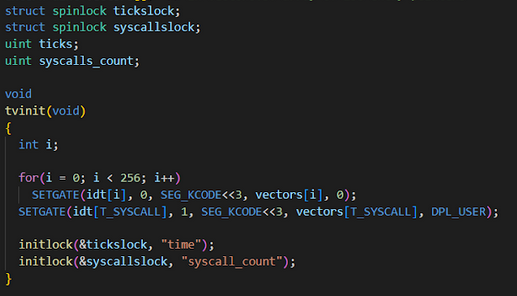 struct spinlock tickslock;
struct spinlock syscallslock;
uint ticks;
uint syscalls_count;
void
tvinit(void)
{
int i;
for(i = 0; i < 256; i++)
SETGATE(idt[i], 0, SEG_KCODE<<3, vectors[i], 0);
SETGATE(idt[T_SYSCALL], 1, SEG_KCODE<<3, vectors[T_SYSCALL], DPL_USER);
initlock(&tickslock, "time");
initlock(&syscallslock, "syscall_count");
}